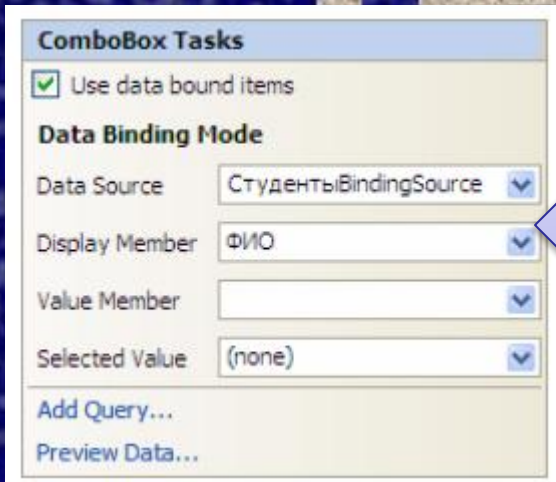 ComboBox Tasks
Use data bound items
Data Binding Mode
Data Source СтудентыBindingSource
Display Member ФИО
Value Member
Selected Value (none)
Add Query...
Preview Data...